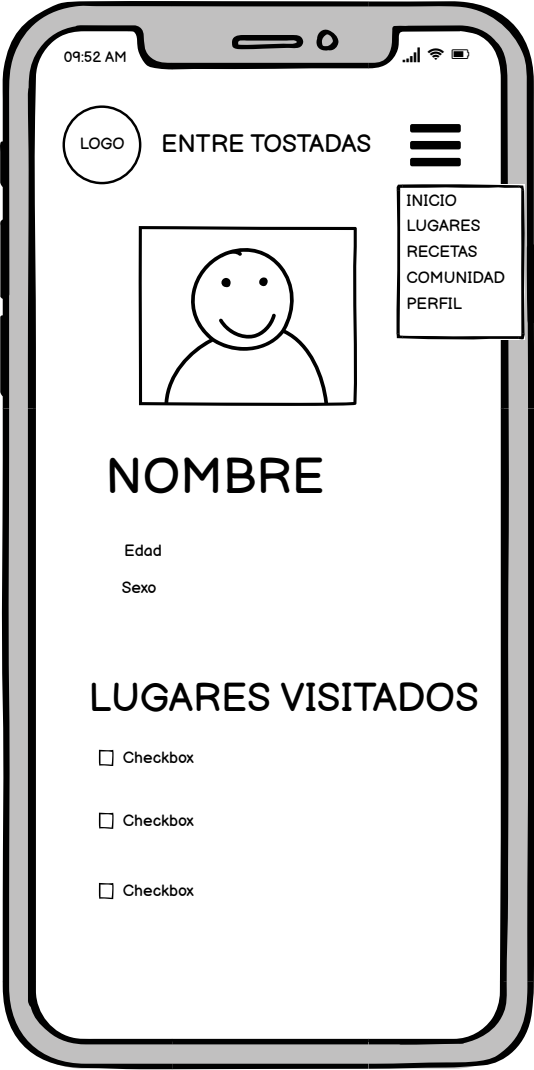 09:52 AM
LOGO
ENTRE TOSTADAS
INICIO
LUGARES
RECETAS
COMUNIDAD
PERFIL
NOMBRE
Edad
Sexo
LUGARES VISITADOS
Checkbox
Checkbox
Checkbox